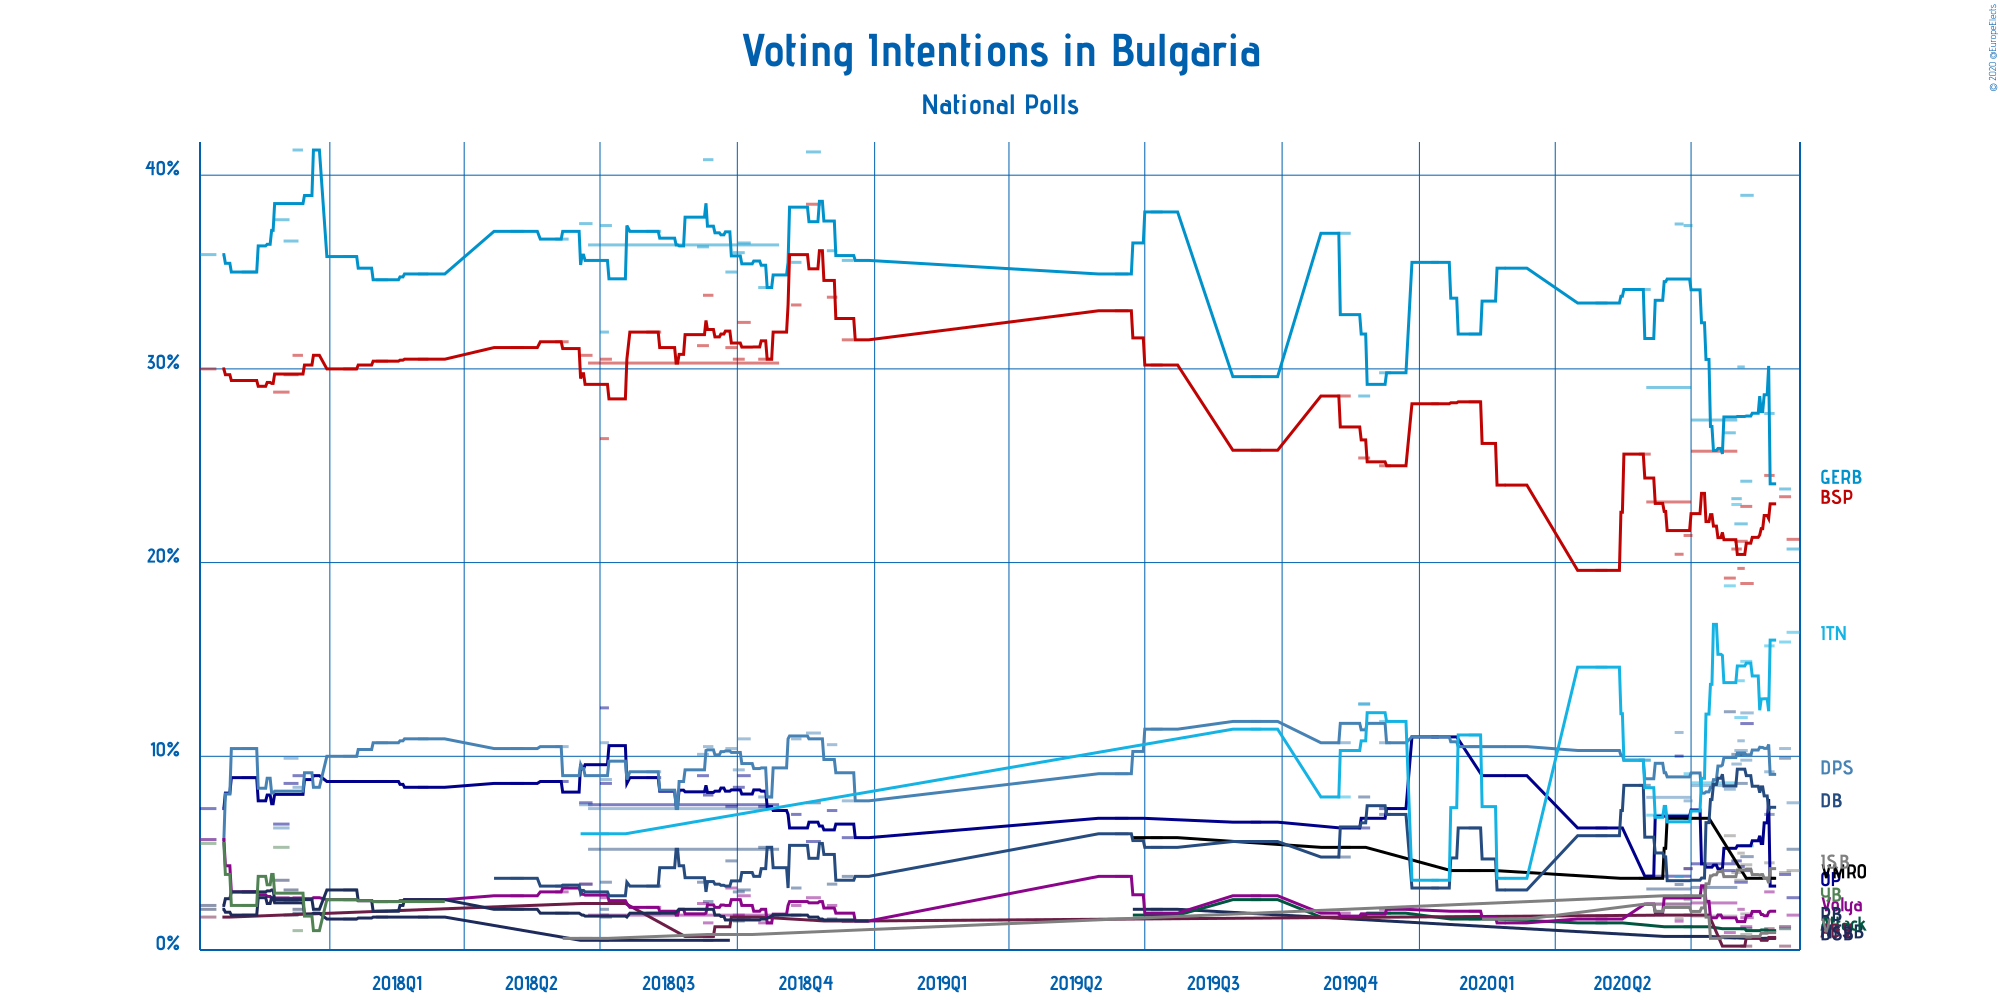 Voting Intentions in Bulgaria
National Polls
© 2020 @EuropeElects
40%
30%
20%
10%
0%
GERB
BSP
ITN
DPS
DB
ISB
VMRO
UP
Volya
2018Q1
2018Q2
2018Q3
2018Q4
2019Q1
2019Q2
2019Q3
2019Q4
2020Q1
2020Q2